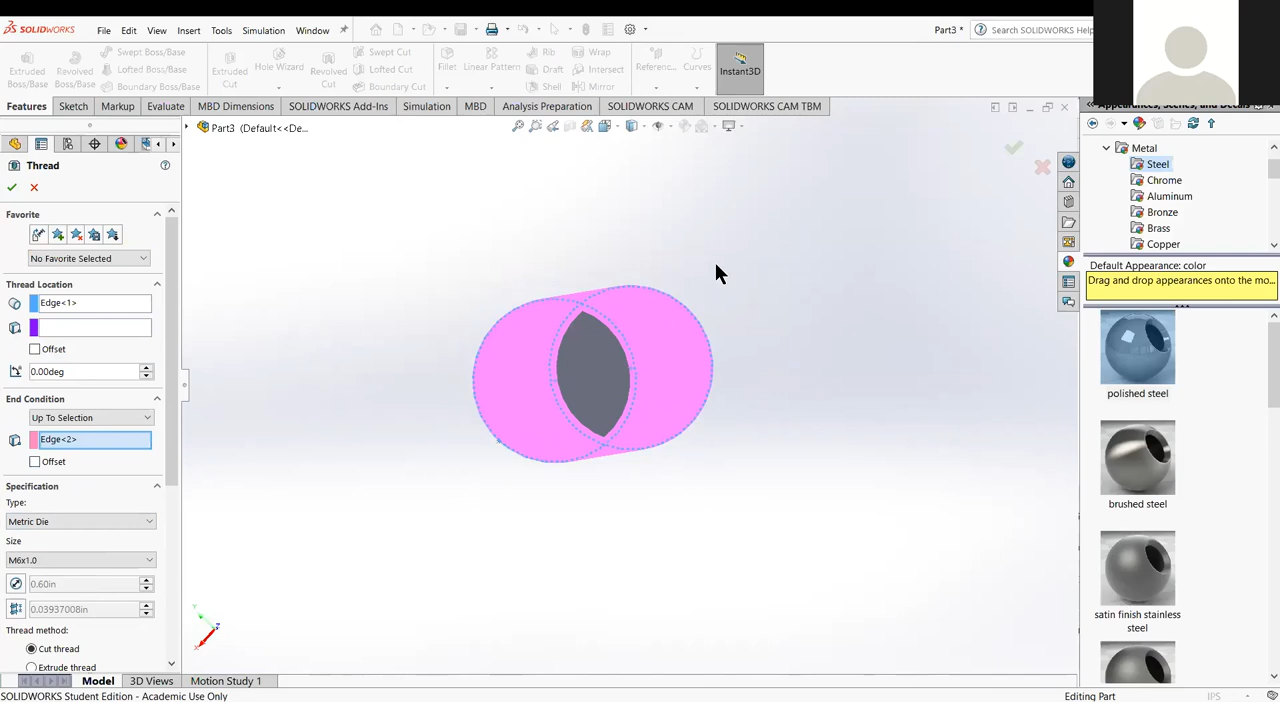 SOLIDWORKS File Edit View Insert Tools Simulation Window Part3 * Search SOLIDWORKS Help
Extruded Boss/Base Revolved Boss/Base Swept Boss/Base Lofted Boss/Base Boundary Boss/Base Extruded Cut Hole Wizard Revolved Cut Swept Cut Lofted Cut Boundary Cut Fillet Linear Pattern Rib Draft Shell Wrap Intersect Mirror Referenc... Curves Instant3D
Features Sketch Markup Evaluate MBD Dimensions SOLIDWORKS Add-Ins Simulation MBD Analysis Preparation SOLIDWORKS CAM SOLIDWORKS CAM TBM
Appearances, Scenes, and Decals
Part3 (Default<<De...
Thread
Favorite
No Favorite Selected
Thread Location
Edge<1>
Offset
0.00deg
End Condition
Up To Selection
Edge<2>
Offset
Specification
Type:
Metric Die
Size
M6x1.0
0.60in
0.03937008in
Thread method:
Cut thread
Extrude thread
Y
Z
X
Metal
Steel
Chrome
Aluminum
Bronze
Brass
Copper
Default Appearance: color
Drag and drop appearances onto the mo...
polished steel
brushed steel
satin finish stainless
steel
Model 3D Views Motion Study 1
SOLIDWORKS Student Edition - Academic Use Only Editing Part IPS